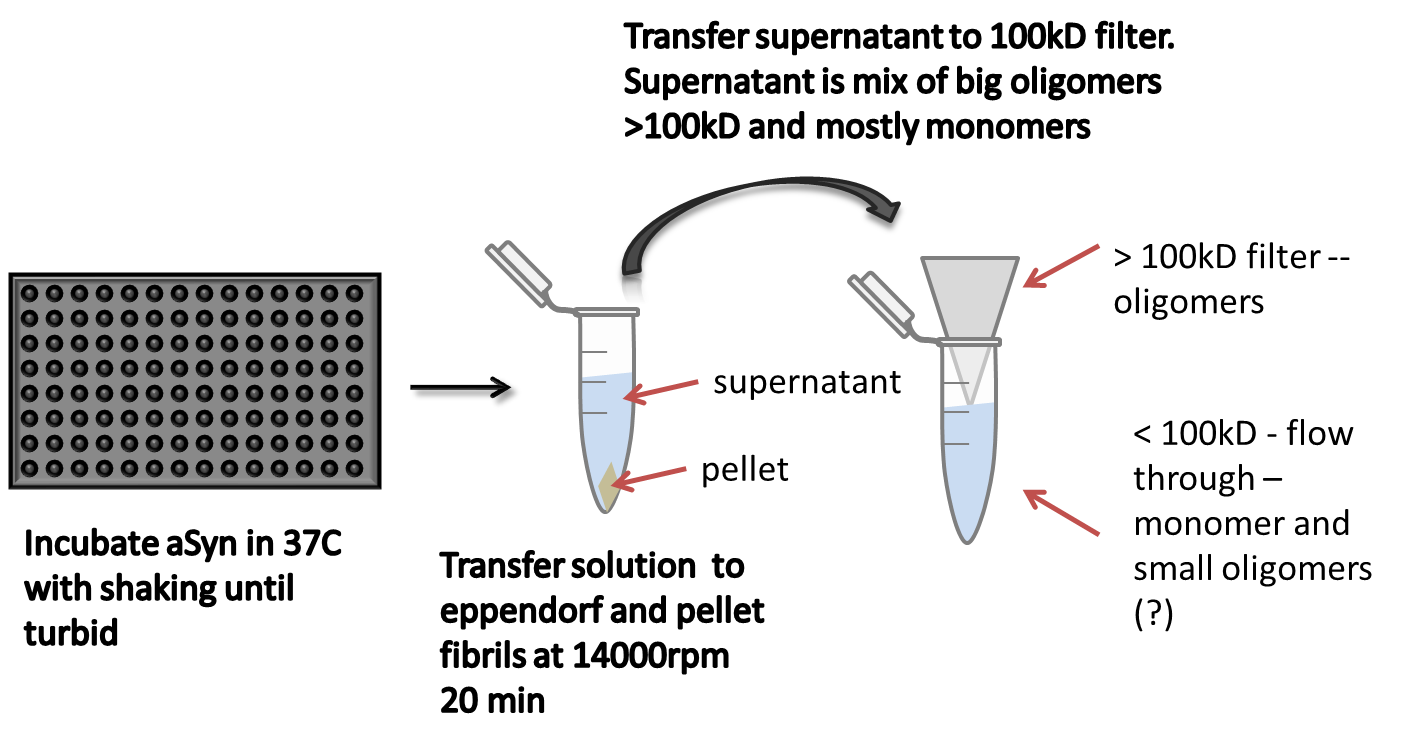 Transfer supernatant to 100kD filter.
Supernatant is mix of big oligomers
>100kD and mostly monomers
> 100kD filter --
oligomers
supernatant
pellet
< 100kD - flow
through –
monomer and
small oligomers
(?)
Incubate aSyn in 37C
with shaking until
turbid
Transfer solution  to
eppendorf and pellet
fibrils at 14000rpm
20 min